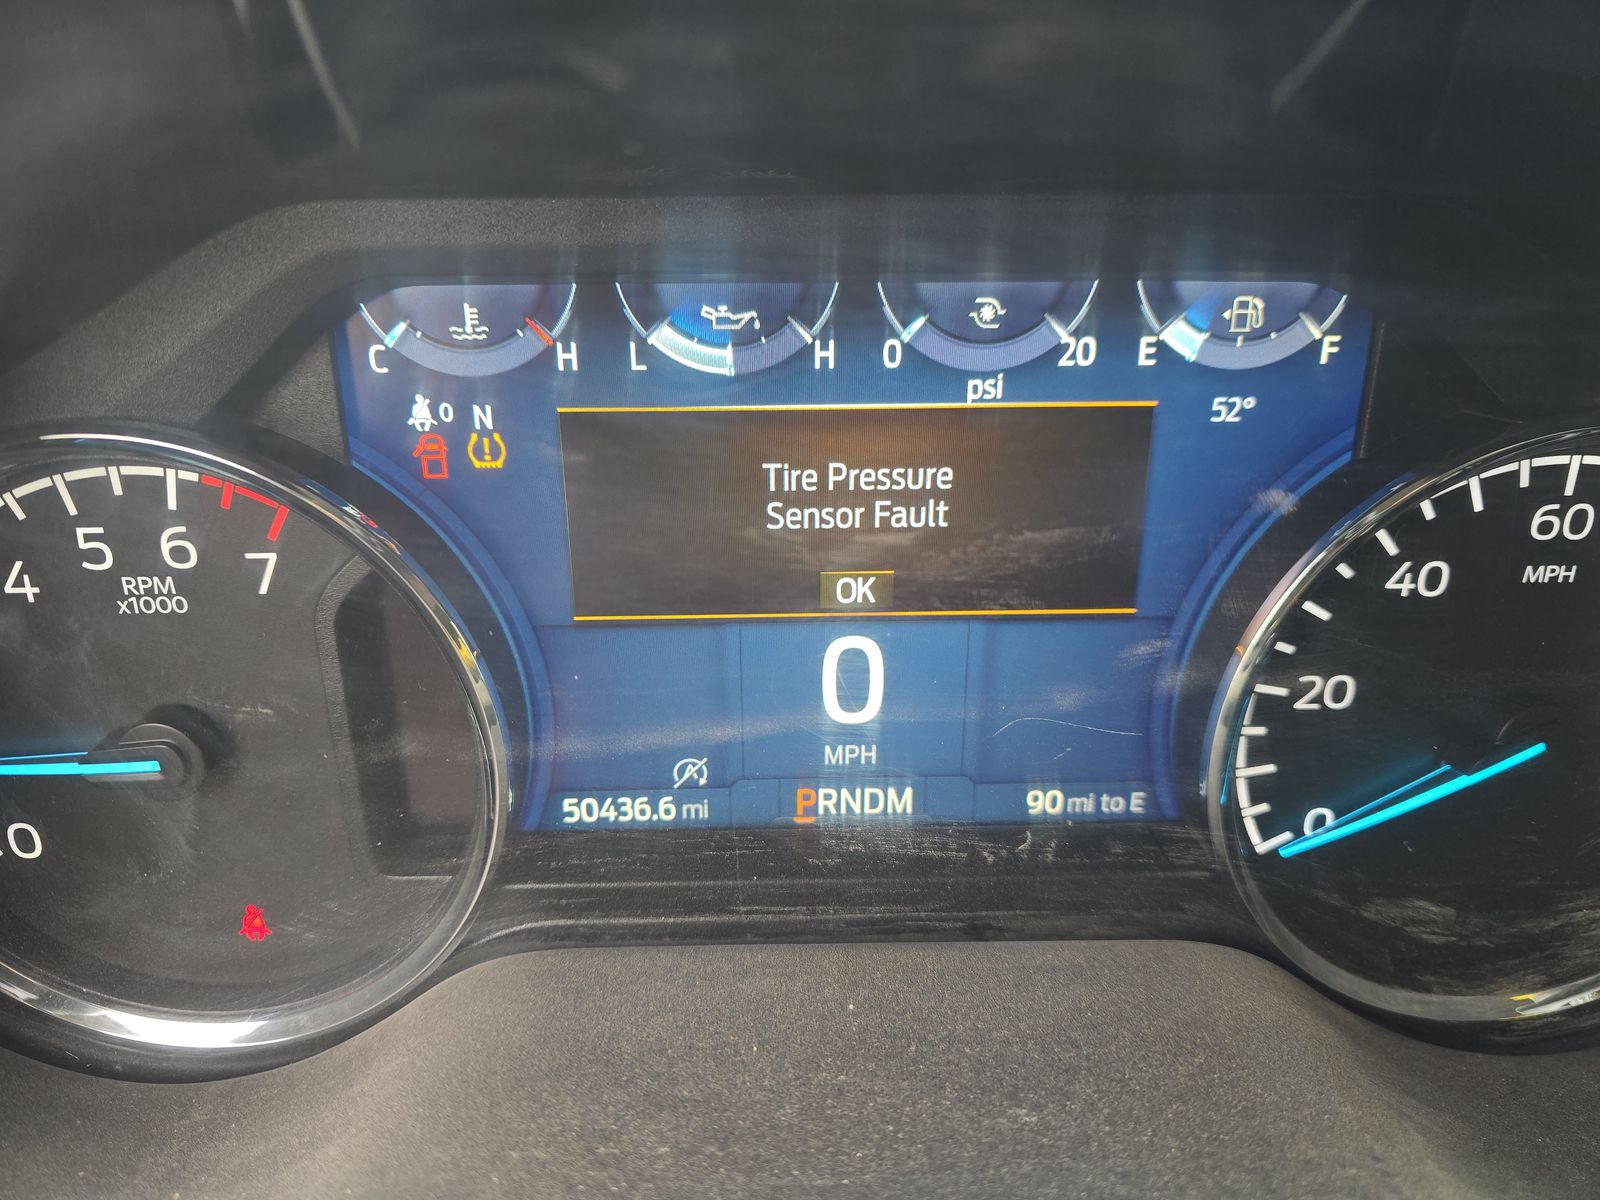 C H L H 0 20 E F
psi
0 N 52°
Tire Pressure
Sensor Fault
OK
4 5 6 7
RPM
x1000
0
0
MPH
50436.6 mi
PRNDM
90 mi to E
0 20 40 60
MPH